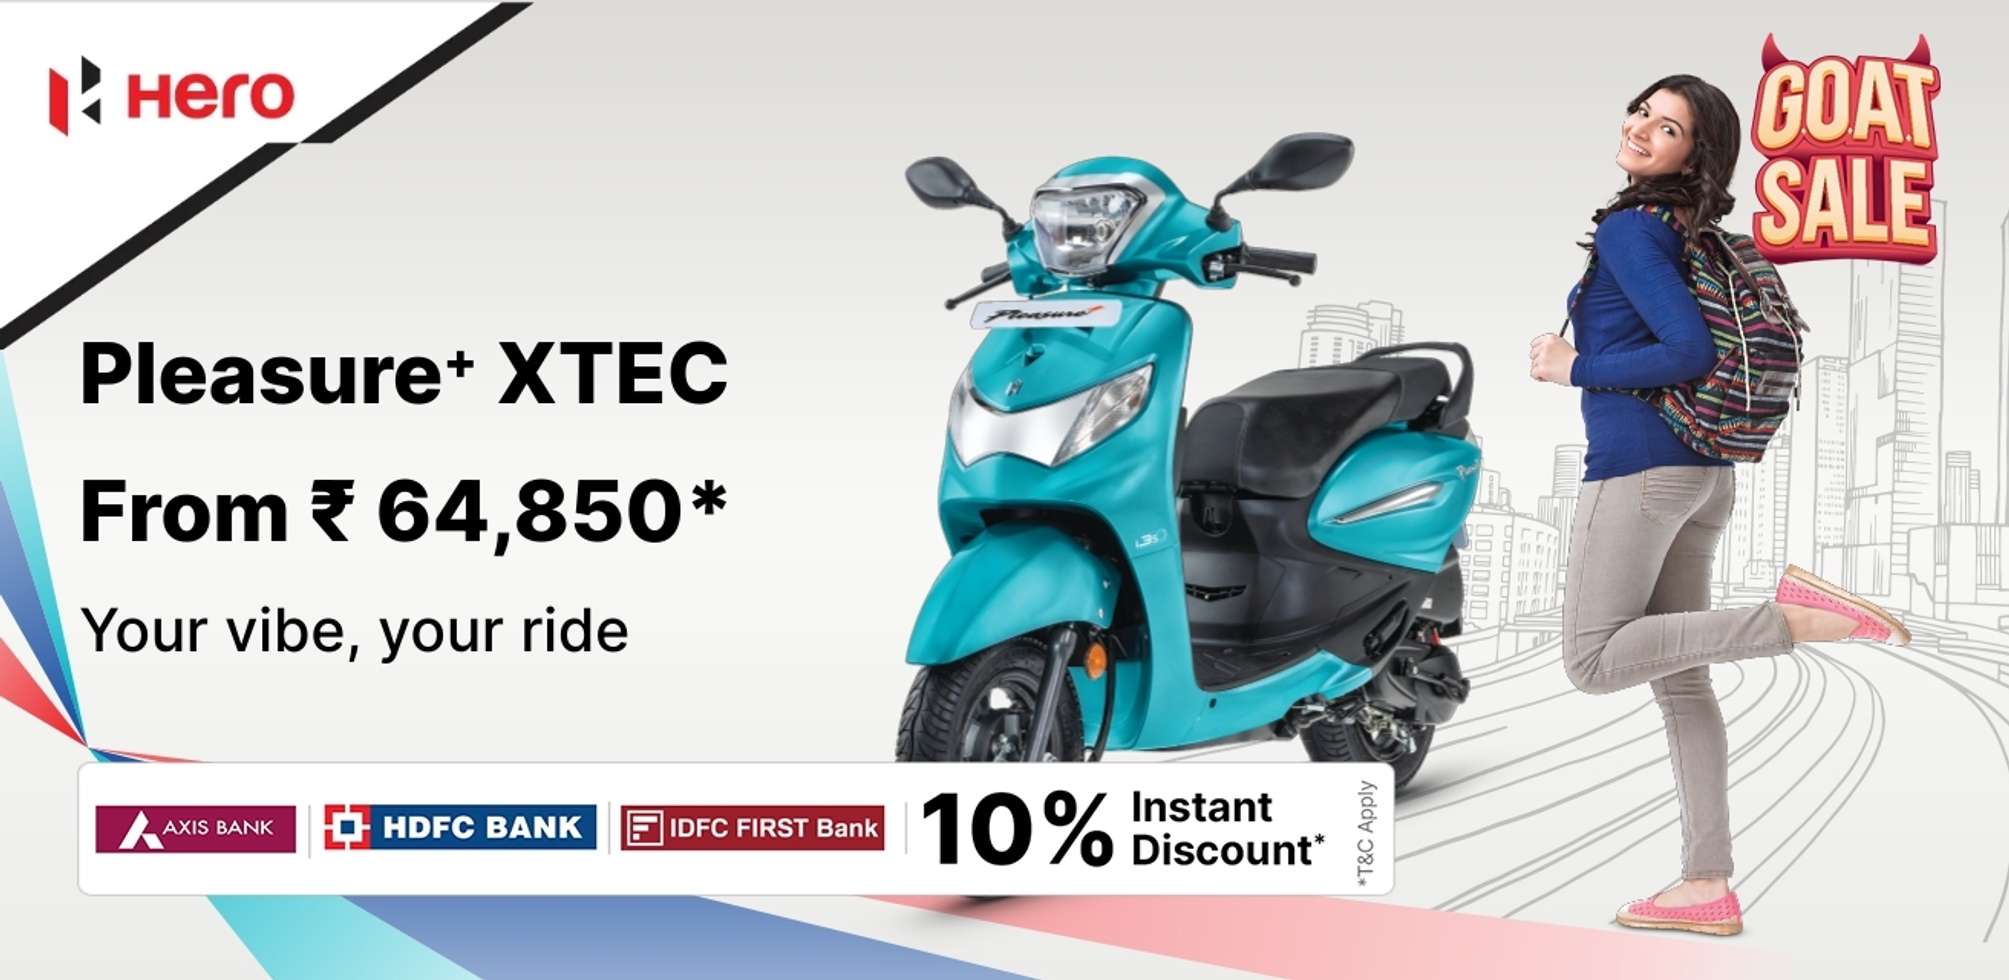 Hero
G.O.A.T
SALE
Pleasure+ XTEC
From ₹ 64,850*
Your vibe, your ride
Pleasure+
AXIS BANK
HDFC BANK
IDFC FIRST Bank
10%
Instant
Discount*
*T&C Apply